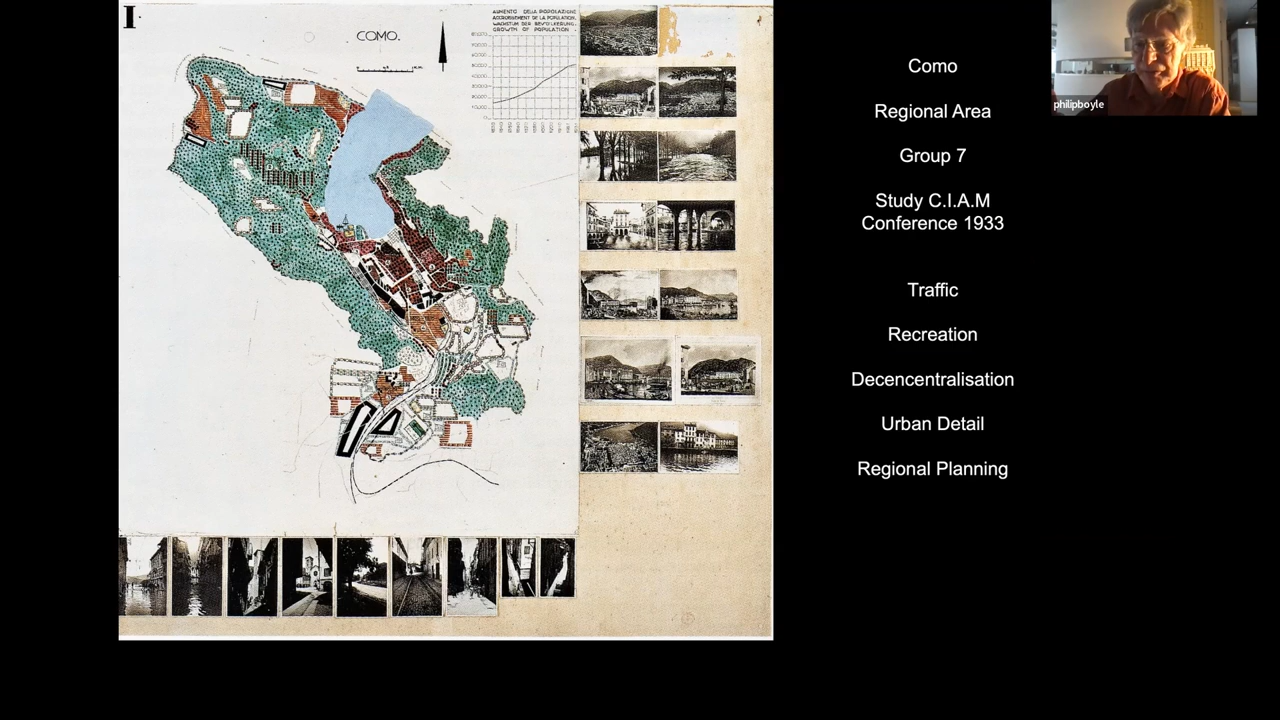 I
COMO.
AUMENTO DELLA POPOLAZIONE
ACCROISSEMENT DE LA POPULATION.
WACHSTUM DER BEVÖLKERUNG.
GROWTH OF POPULATION.
philipboyle
Como
Regional Area
Group 7
Study C.I.A.M
Conference 1933
Traffic
Recreation
Decencentralisation
Urban Detail
Regional Planning